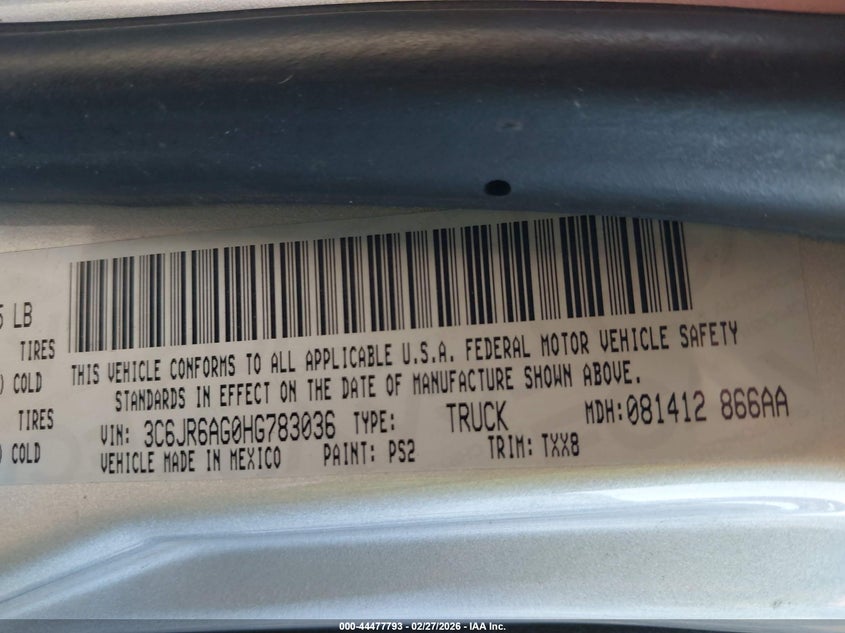 5 LB
TIRES
) COLD
TIRES
) COLD
THIS VEHICLE CONFORMS TO ALL APPLICABLE U.S.A. FEDERAL MOTOR VEHICLE SAFETY
STANDARDS IN EFFECT ON THE DATE OF MANUFACTURE SHOWN ABOVE.
VIN: 3C6JR6AG0HG783036 TYPE: TRUCK MDH:081412 866AA
VEHICLE MADE IN MEXICO PAINT: PS2 TRIM: TXX8
000-44477793 - 02/27/2026 - IAA Inc.